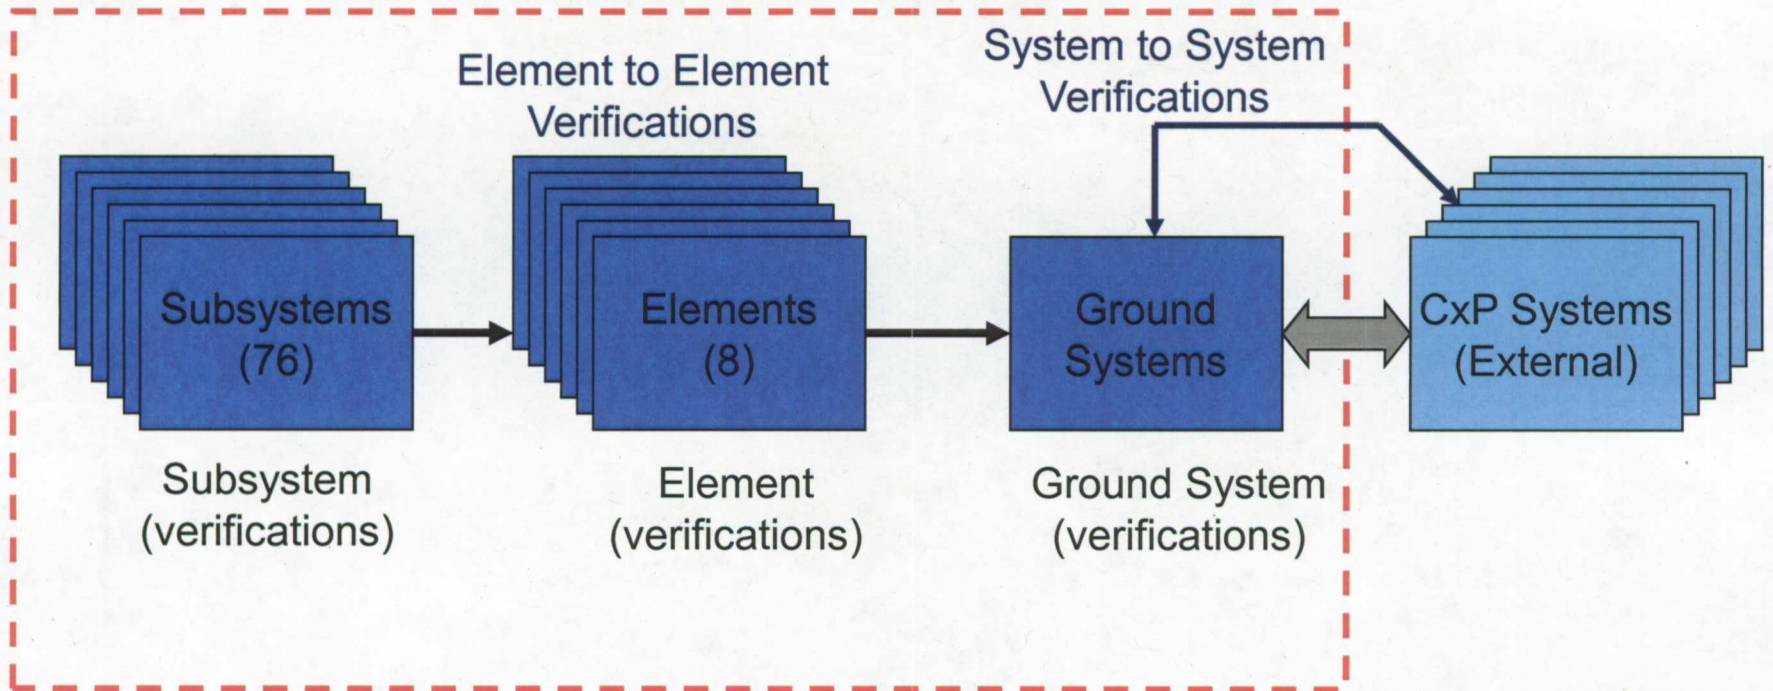 Element to Element
Verifications
System to System
Verifications
Subsystems
(76)
Elements
(8)
Ground
Systems
CxP Systems
(External)
Subsystem
(verifications)
Element
(verifications)
Ground System
(verifications)